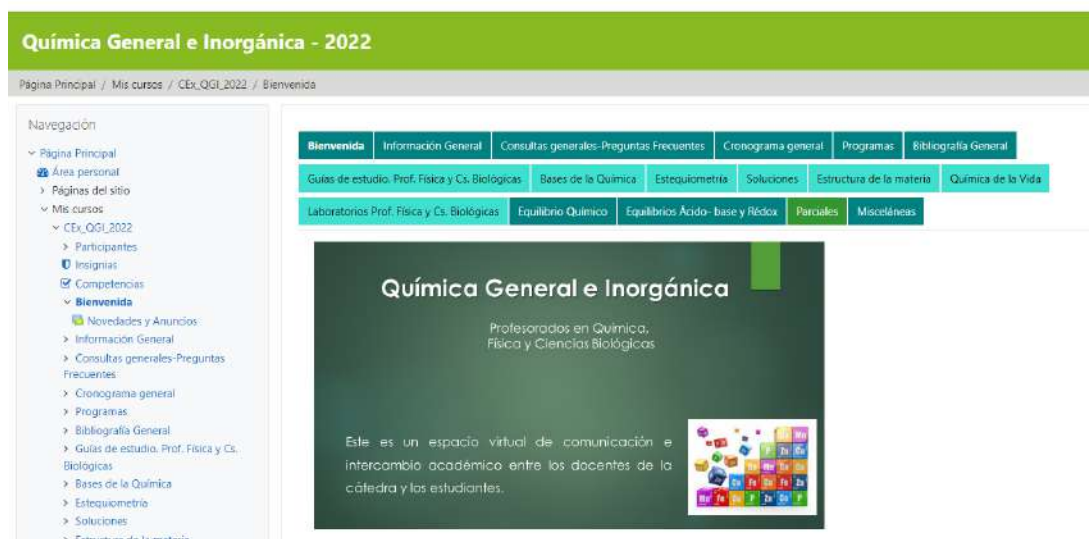 Química General e Inorgánica - 2022
Página Principal / Mis cursos / CEx_QGI_2022 / Bienvenida
Navegación
Página Principal
Área personal
Páginas del sitio
Mis cursos
CEx_QGI_2022
Participantes
Insignias
Competencias
Bienvenida
Novedades y Anuncios
Información General
Consultas generales-Preguntas
Frecuentes
Cronograma general
Programas
Bibliografía General
Guías de estudio. Prof. Física y Cs.
Biológicas
Bases de la Química
Estequiometría
Soluciones
Estructura de la materia
Bienvenida Información General Consultas generales-Preguntas Frecuentes Cronograma general Programas Bibliografía General
Guías de estudio. Prof. Física y Cs. Biológicas Bases de la Química Estequiometría Soluciones Estructura de la materia Química de la Vida
Laboratorios Prof. Física y Cs. Biológicas Equilibrio Químico Equilibrios Ácido- base y Rédox Parciales Misceláneas
Química General e Inorgánica
Profesorados en Química,
Física y Ciencias Biológicas
Este es un espacio virtual de comunicación e
intercambio académico entre los docentes de la
cátedra y los estudiantes.